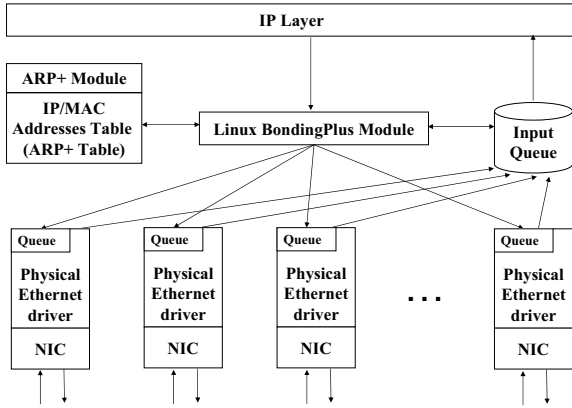 IP Layer
ARP+ Module
IP/MAC
Addresses Table
(ARP+ Table)
Linux BondingPlus Module
Input
Queue
Queue
Physical
Ethernet
driver
NIC
Queue
Physical
Ethernet
driver
NIC
Queue
Physical
Ethernet
driver
NIC
...
Queue
Physical
Ethernet
driver
NIC